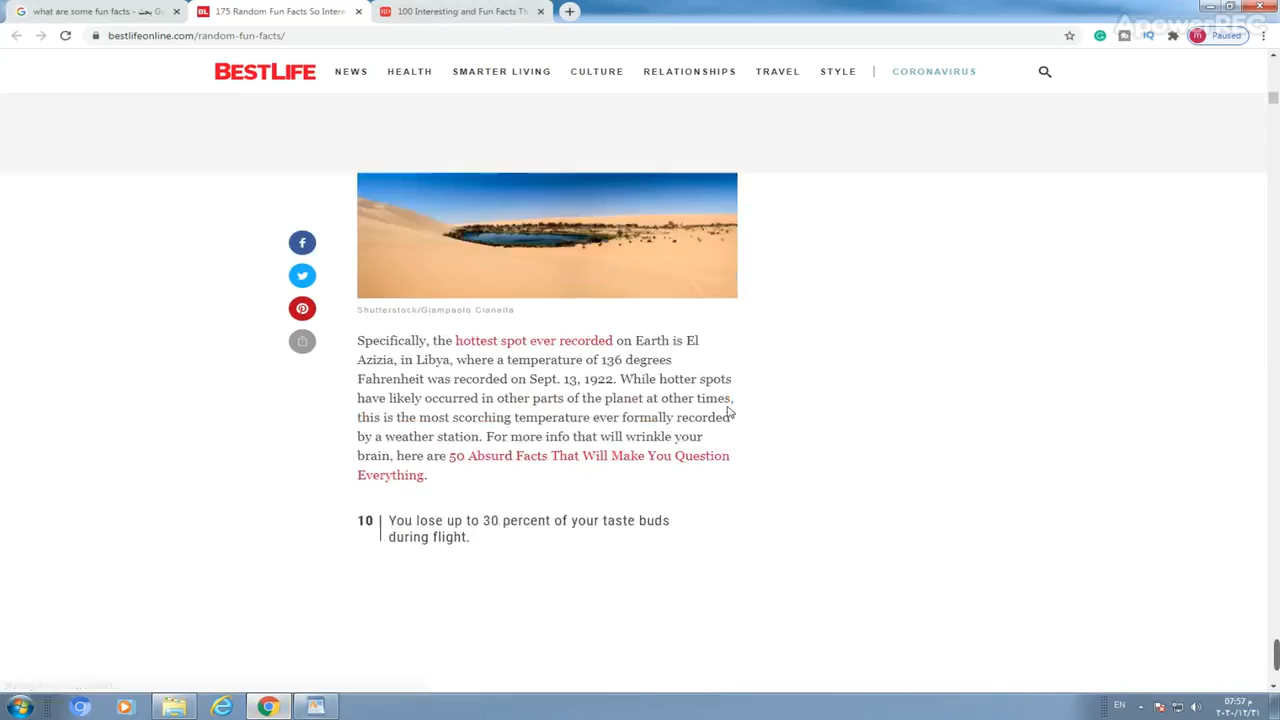 what are some fun facts - بحث Go
175 Random Fun Facts So Intere
100 Interesting and Fun Facts Th
ApowerREC
bestlifeonline.com/random-fun-facts/
IQ
m Paused
BESTLIFE
NEWS HEALTH SMARTER LIVING CULTURE RELATIONSHIPS TRAVEL STYLE CORONAVIRUS
Shutterstock/Giampaolo Cianella
Specifically, the hottest spot ever recorded on Earth is El
Azizia, in Libya, where a temperature of 136 degrees
Fahrenheit was recorded on Sept. 13, 1922. While hotter spots
have likely occurred in other parts of the planet at other times,
this is the most scorching temperature ever formally recorded
by a weather station. For more info that will wrinkle your
brain, here are 50 Absurd Facts That Will Make You Question
Everything.
10 You lose up to 30 percent of your taste buds
during flight.
EN
07:57 م
٢٠٢٠/١٢/٣١